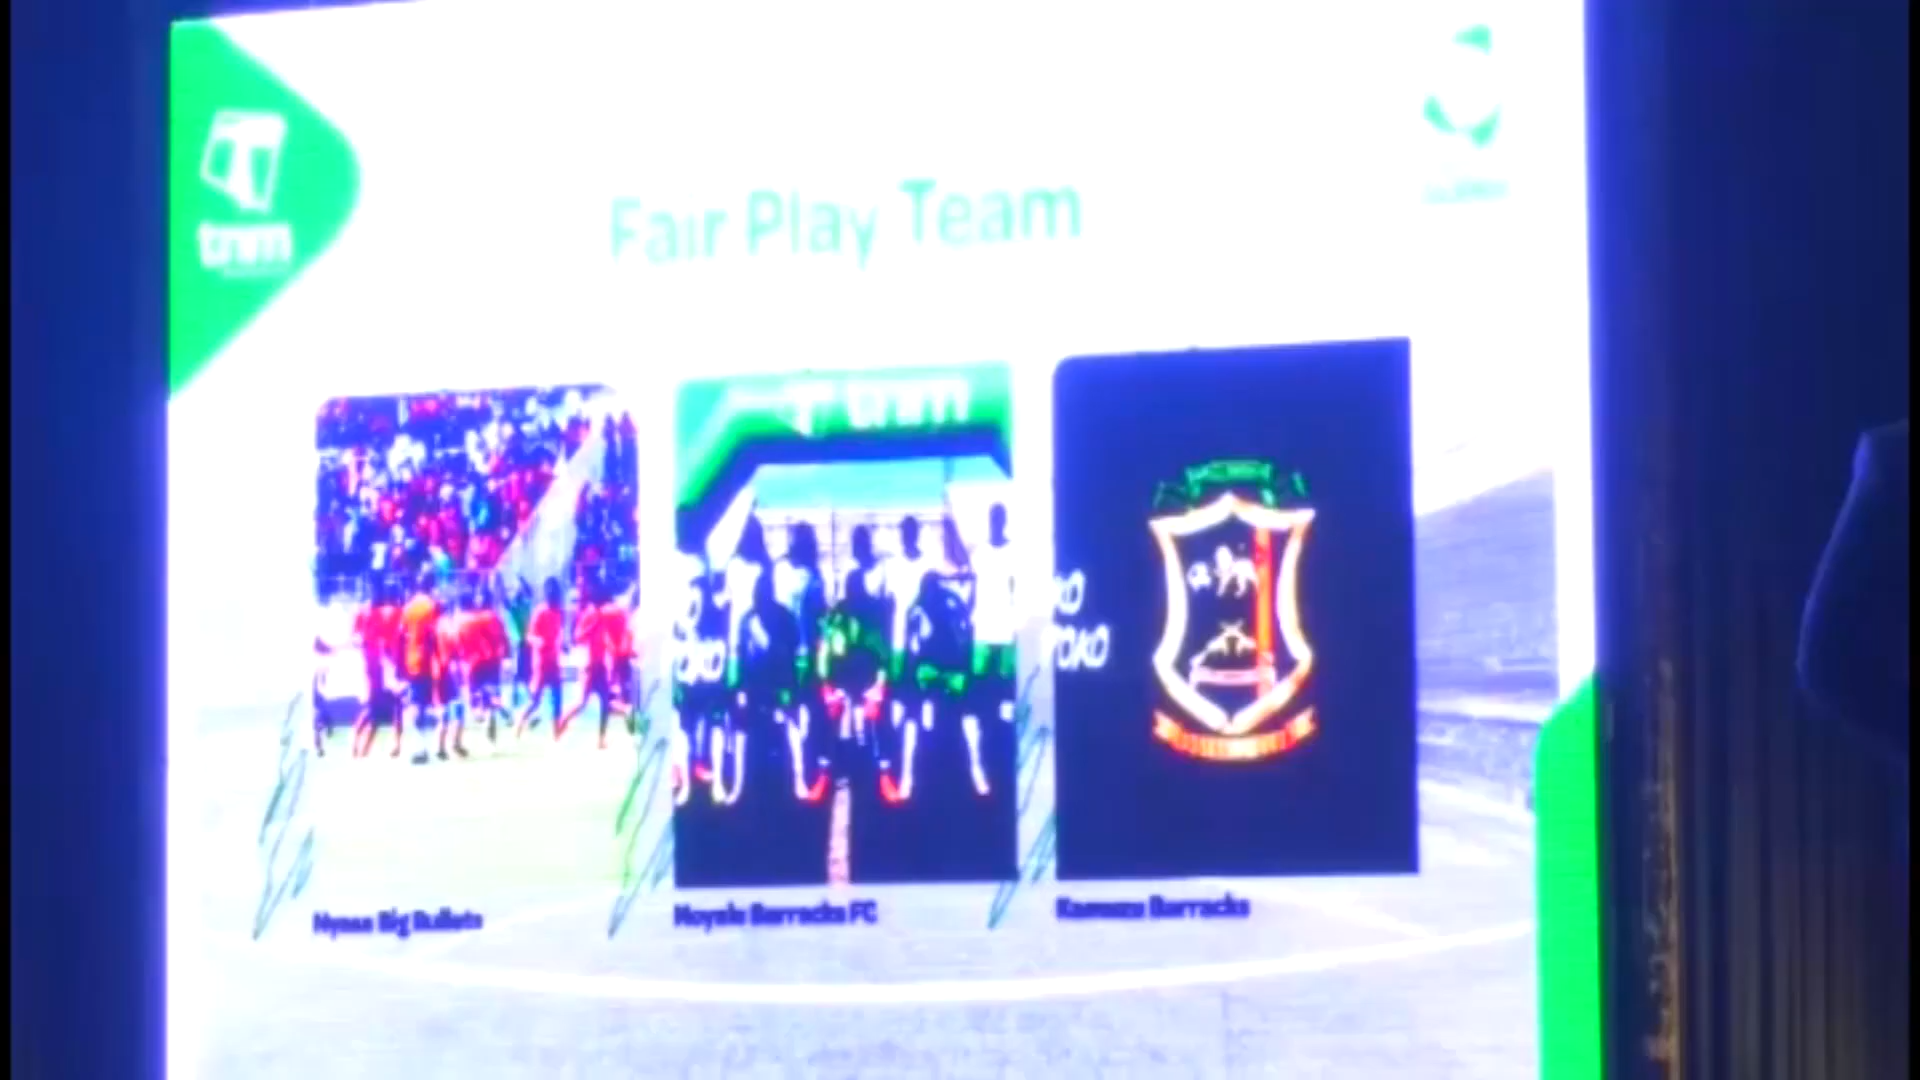 tnm
Fair Play Team
tnm
Nyasa Big Bullets
Moyale Barracks FC
Kamuzu Barracks